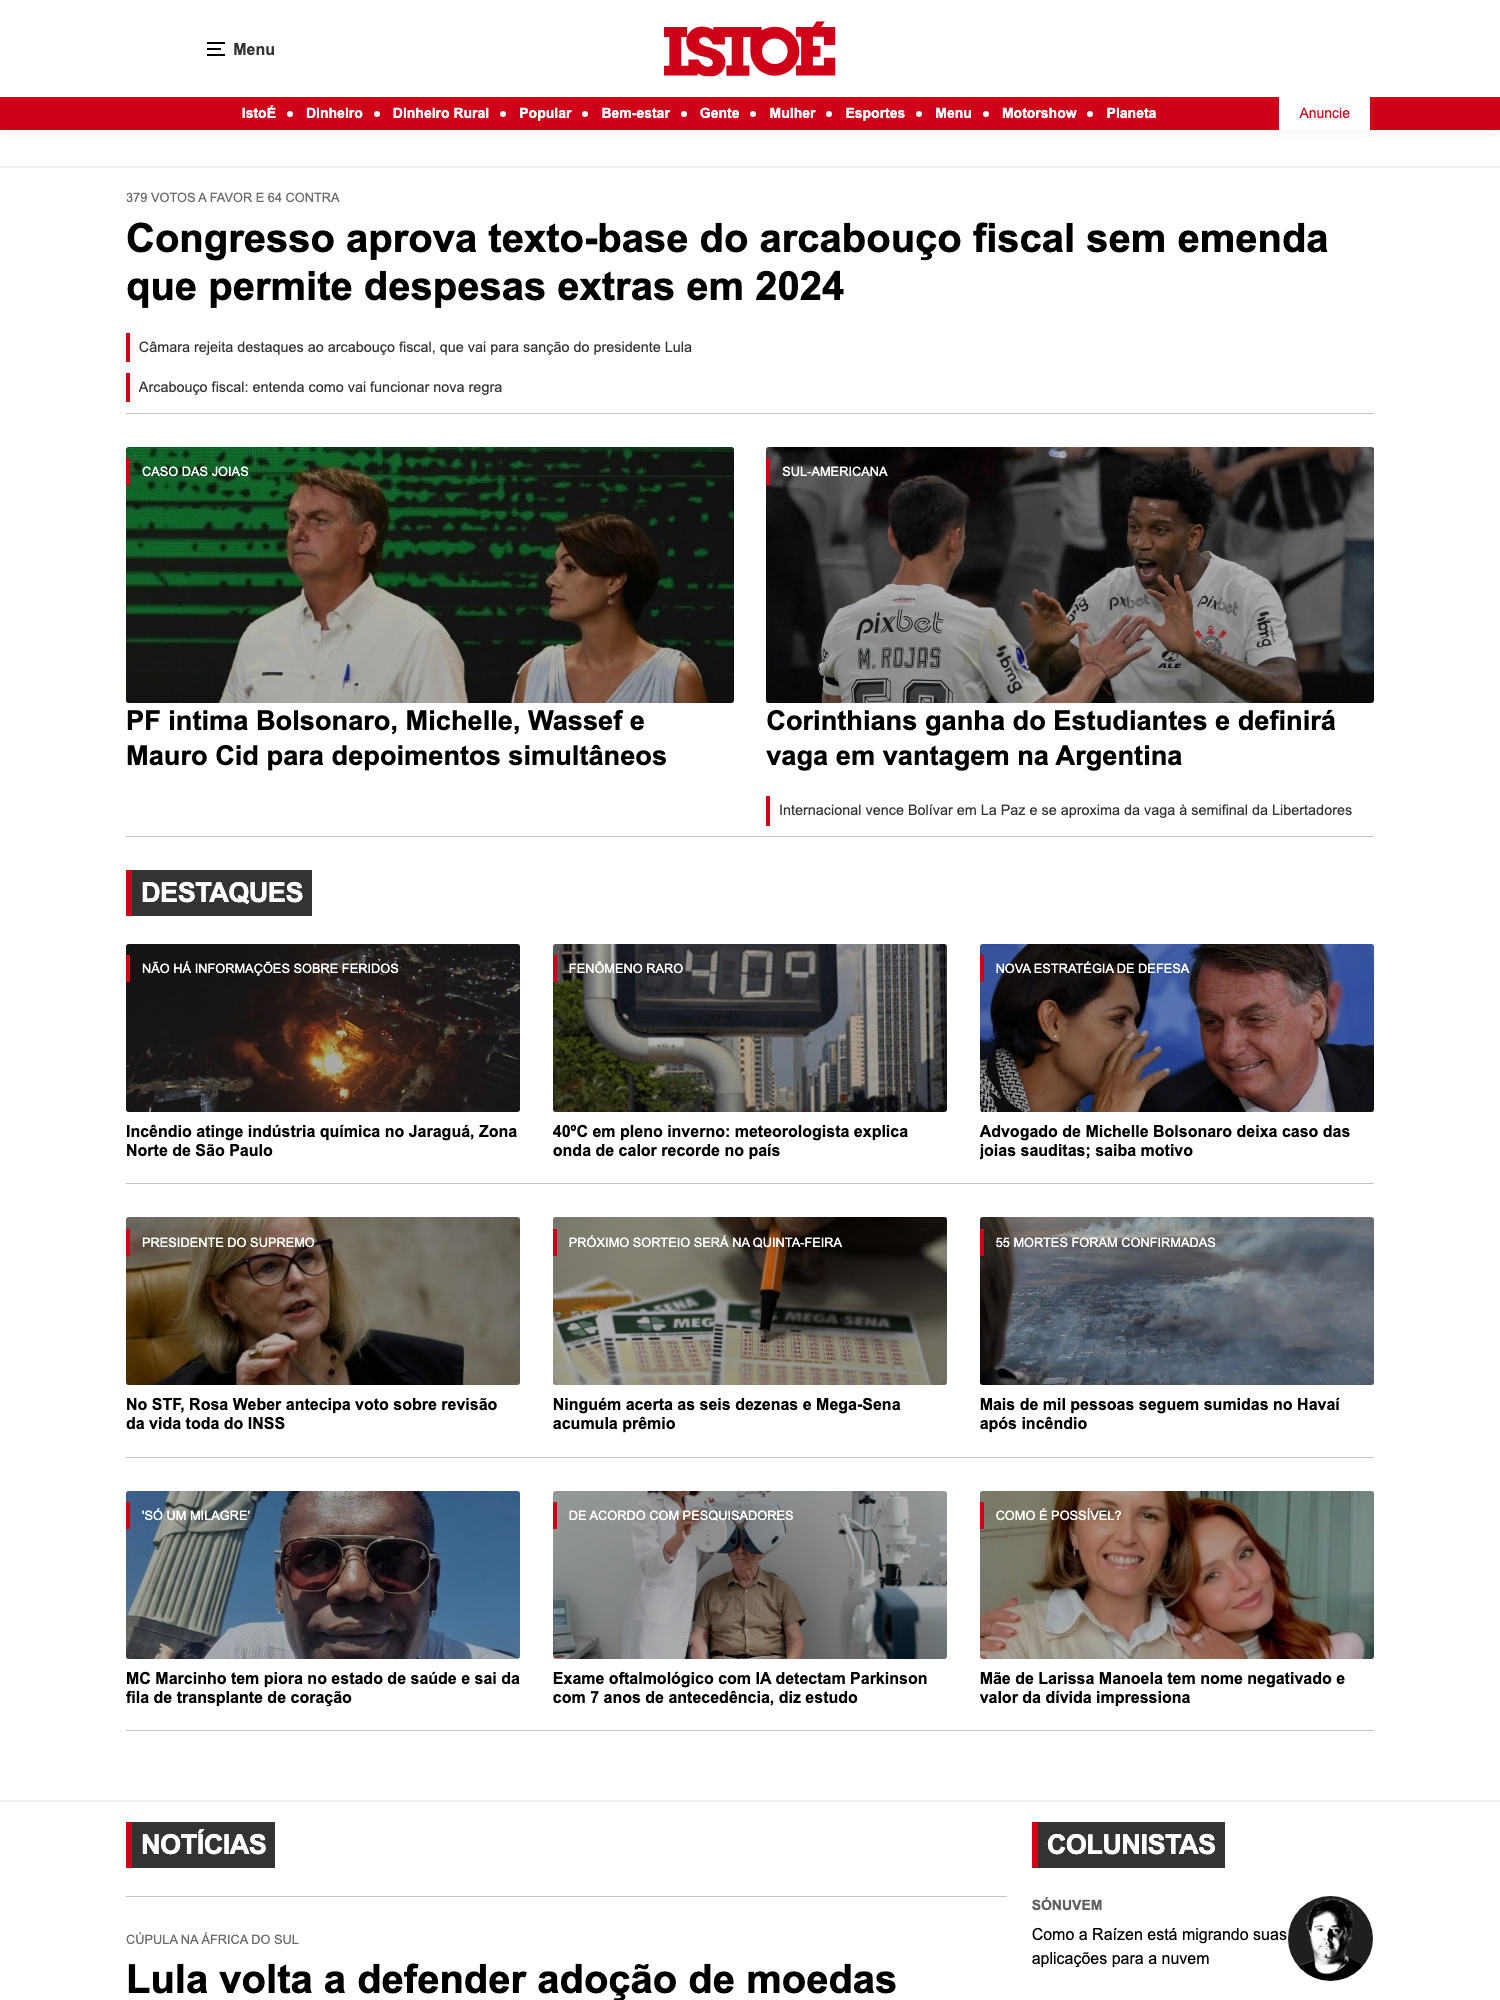 Menu
ISTOÉ
IstoÉ • Dinheiro • Dinheiro Rural • Popular • Bem-estar • Gente • Mulher • Esportes • Menu • Motorshow • Planeta
Anuncie
379 VOTOS A FAVOR E 64 CONTRA
Congresso aprova texto-base do arcabouço fiscal sem emenda
que permite despesas extras em 2024
Câmara rejeita destaques ao arcabouço fiscal, que vai para sanção do presidente Lula
Arcabouço fiscal: entenda como vai funcionar nova regra
CASO DAS JOIAS
PF intima Bolsonaro, Michelle, Wassef e
Mauro Cid para depoimentos simultâneos
SUL-AMERICANA
pixbet
M. ROJAS
bmg
bmg
pixbet
Pixbet
ALE
bmg
Corinthians ganha do Estudiantes e definirá
vaga em vantagem na Argentina
Internacional vence Bolívar em La Paz e se aproxima da vaga à semifinal da Libertadores
DESTAQUES
NÃO HÁ INFORMAÇÕES SOBRE FERIDOS
Incêndio atinge indústria química no Jaraguá, Zona
Norte de São Paulo
FENÔMENO RARO
40º
40ºC em pleno inverno: meteorologista explica
onda de calor recorde no país
NOVA ESTRATÉGIA DE DEFESA
Advogado de Michelle Bolsonaro deixa caso das
joias sauditas; saiba motivo
PRESIDENTE DO SUPREMO
No STF, Rosa Weber antecipa voto sobre revisão
da vida toda do INSS
PRÓXIMO SORTEIO SERÁ NA QUINTA-FEIRA
SENA
MEG
MEGA-SENA
Ninguém acerta as seis dezenas e Mega-Sena
acumula prêmio
55 MORTES FORAM CONFIRMADAS
Mais de mil pessoas seguem sumidas no Havaí
após incêndio
'SÓ UM MILAGRE'
MC Marcinho tem piora no estado de saúde e sai da
fila de transplante de coração
DE ACORDO COM PESQUISADORES
Exame oftalmológico com IA detectam Parkinson
com 7 anos de antecedência, diz estudo
COMO É POSSÍVEL?
Mãe de Larissa Manoela tem nome negativado e
valor da dívida impressiona
NOTÍCIAS
CÚPULA NA ÁFRICA DO SUL
Lula volta a defender adoção de moedas
COLUNISTAS
SÓNUVEM
Como a Raízen está migrando suas
aplicações para a nuvem